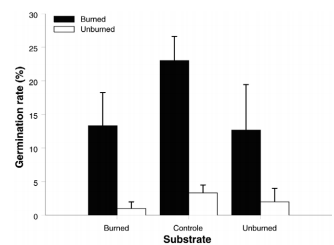 30
Burned
Unburned
25
20
15
10
5
0
Germination rate (%)
Burned Controle Unburned
Substrate